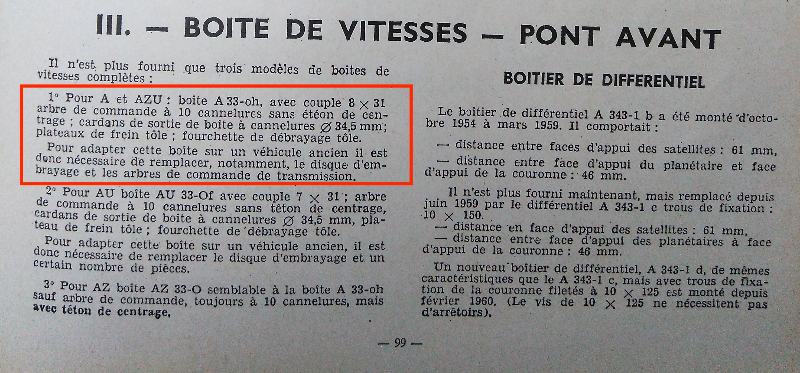 III. — BOITE DE VITESSES — PONT AVANT
Il n'est plus fourni que trois modèles de boites de
vitesses complètes :
1° Pour A et AZU : boite A 33-oh, avec couple 8 × 31
arbre de commande à 10 cannelures sans étéon de cen-
trage ; cardans de sortie de boîte à cannelures ∅ 34,5 mm;
plateaux de frein tôle ; fourchette de débrayage tôle.
Pour adapter cette boîte sur un véhicule ancien il est
donc nécessaire de remplacer, notamment, le disque d'em-
brayage et les arbres de commande de transmission.
2° Pour AU boîte AU 33-Of avec couple 7 × 31 ; arbre
de commande à 10 cannelures sans téton de centrage,
cardans de sortie de boîte à cannelures ∅ 34,5 mm, pla-
teau de frein tôle ; fourchette de débrayage tôle.
Pour adapter cette boîte sur un véhicule ancien, il est
donc nécessaire de remplacer le disque d'embrayage et un
certain nombre de pièces.
3° Pour AZ boite AZ 33-O semblable à la boîte A 33-oh
sauf arbre de commande, toujours à 10 cannelures, mais
avec téton de centrage,
BOITIER DE DIFFERENTIEL
Le boîtier de différentiel A 343-1 b a été monté d'octo-
bre 1954 à mars 1959. Il comportait :
— distance entre faces d'appui des satellites : 61 mm,
— distance entre face d'appui du planétaire et face
d'appui de la couronne : 46 mm.
Il n'est plus fourni maintenant, mais remplacé depuis
juin 1959 par le différentiel A 343-1 c trous de fixation :
10 × 150.
— distance en face d'appui des satellites : 61 mm,
— distance entre face d'appui des planétaires à face
d'appui de la couronne : 46 mm.
Un nouveau boîtier de différentiel, A 343-1 d, de mêmes
caractéristiques que le A 343-1 c, mais avec trous de fixa-
tion de la couronne filetés à 10 × 125 est monté depuis
février 1960. (Le vis de 10 × 125 ne nécessitent pas
d'arrêtoirs).
— 99 —